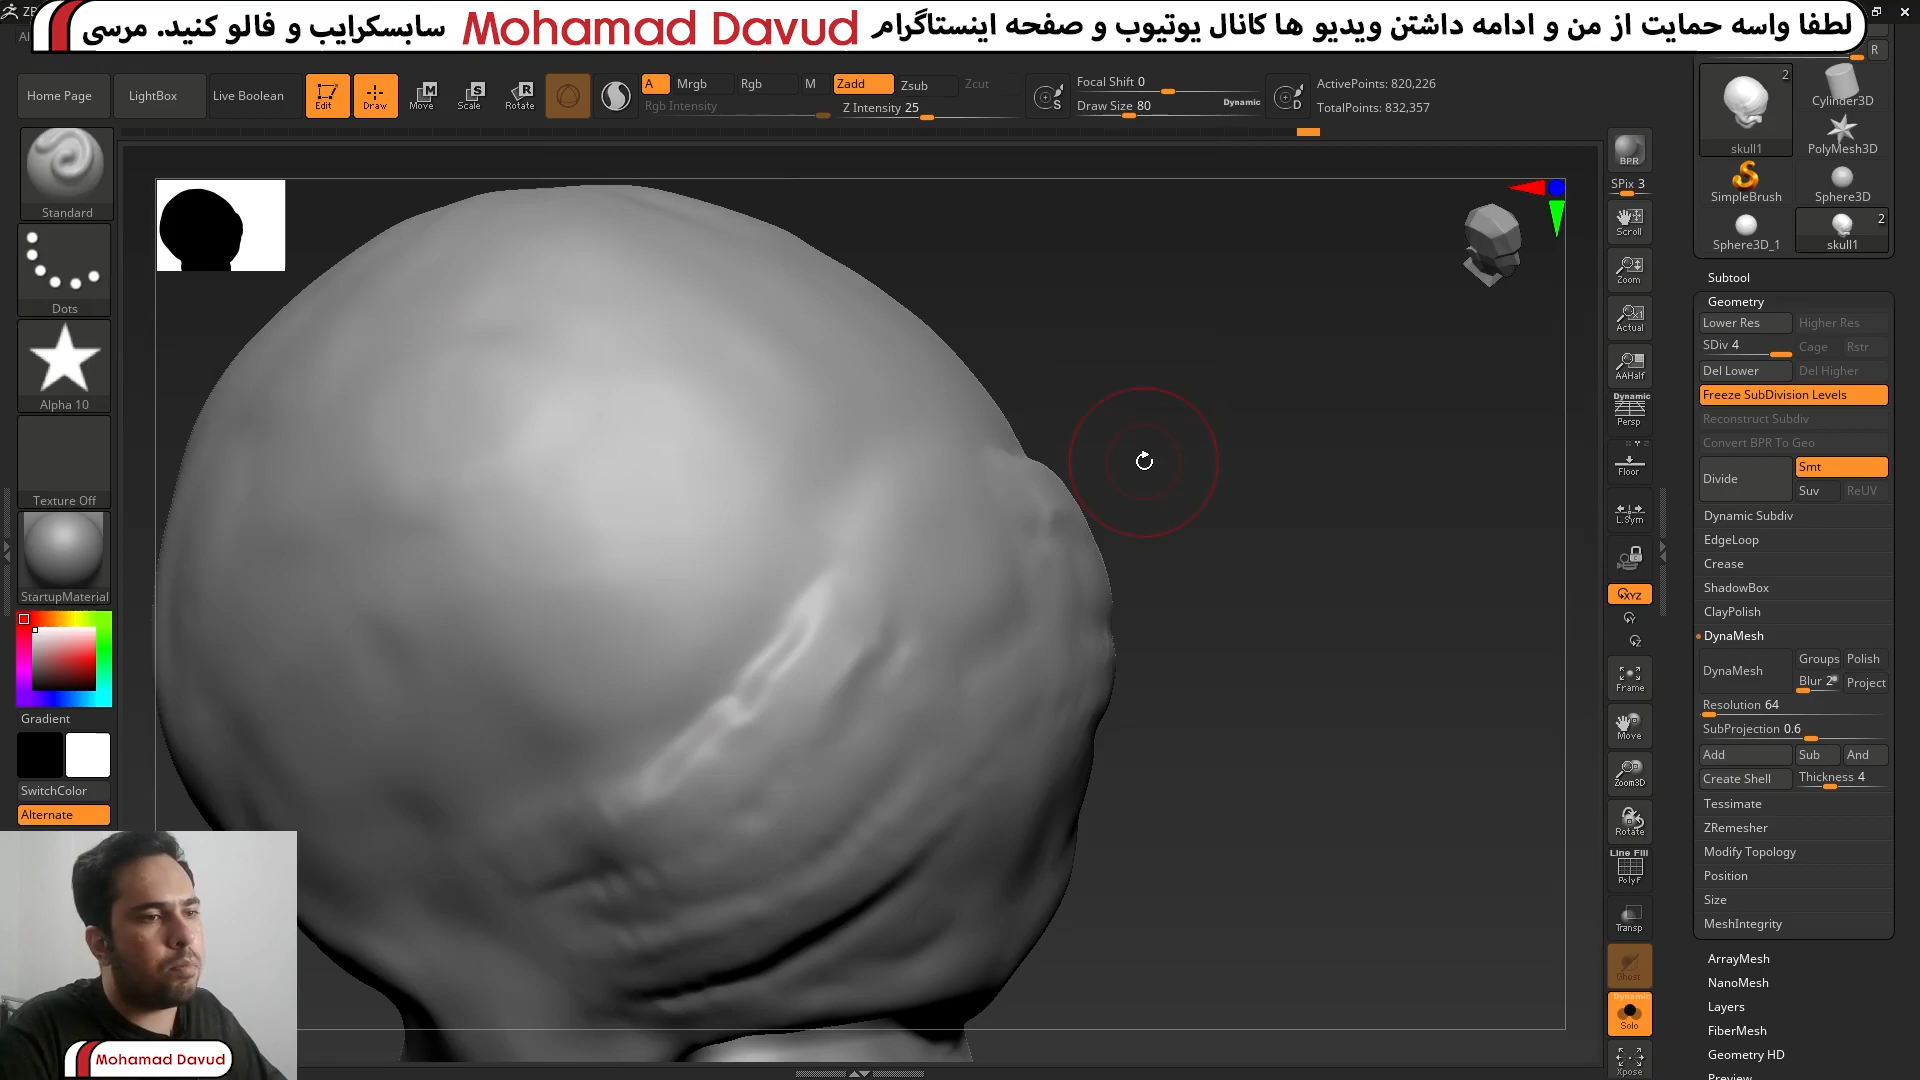 لطفا واسه حمایت از من و ادامه داشتن ویدیو ها کانال یوتیوب و صفحه اینستاگرام Mohamad Davud سابسکرایب و فالو کنید. مرسی
R
Home Page
LightBox
Live Boolean
Edit
Draw
Move
Scale
Rotate
A
Mrgb
Rgb
M
Zadd
Zsub
Zcut
Rgb Intensity
Z Intensity 25
Focal Shift 0
Draw Size 80
Dynamic
ActivePoints: 820,226
TotalPoints: 832,357
Standard
Dots
Alpha 10
Texture Off
StartupMaterial
Gradient
SwitchColor
Alternate
Mohamad Davud
BPR
SPix 3
Scroll
Zoom
Actual
AAHalf
Dynamic
Persp
Floor
L.Sym
XYZ
Frame
Move
Zoom3D
Rotate
Line Fill
PolyF
Transp
Ghost
Dynamic
Solo
Xpose
2
skull1
Cylinder3D
PolyMesh3D
SimpleBrush
Sphere3D
Sphere3D_1
2
skull1
Subtool
Geometry
Lower Res
Higher Res
SDiv 4
Cage
Rstr
Del Lower
Del Higher
Freeze SubDivision Levels
Reconstruct Subdiv
Convert BPR To Geo
Divide
Smt
Suv
ReUV
Dynamic Subdiv
EdgeLoop
Crease
ShadowBox
ClayPolish
DynaMesh
DynaMesh
Groups
Polish
Blur 2
Project
Resolution 64
SubProjection 0.6
Add
Sub
And
Create Shell
Thickness 4
Tessimate
ZRemesher
Modify Topology
Position
Size
MeshIntegrity
ArrayMesh
NanoMesh
Layers
FiberMesh
Geometry HD
Preview